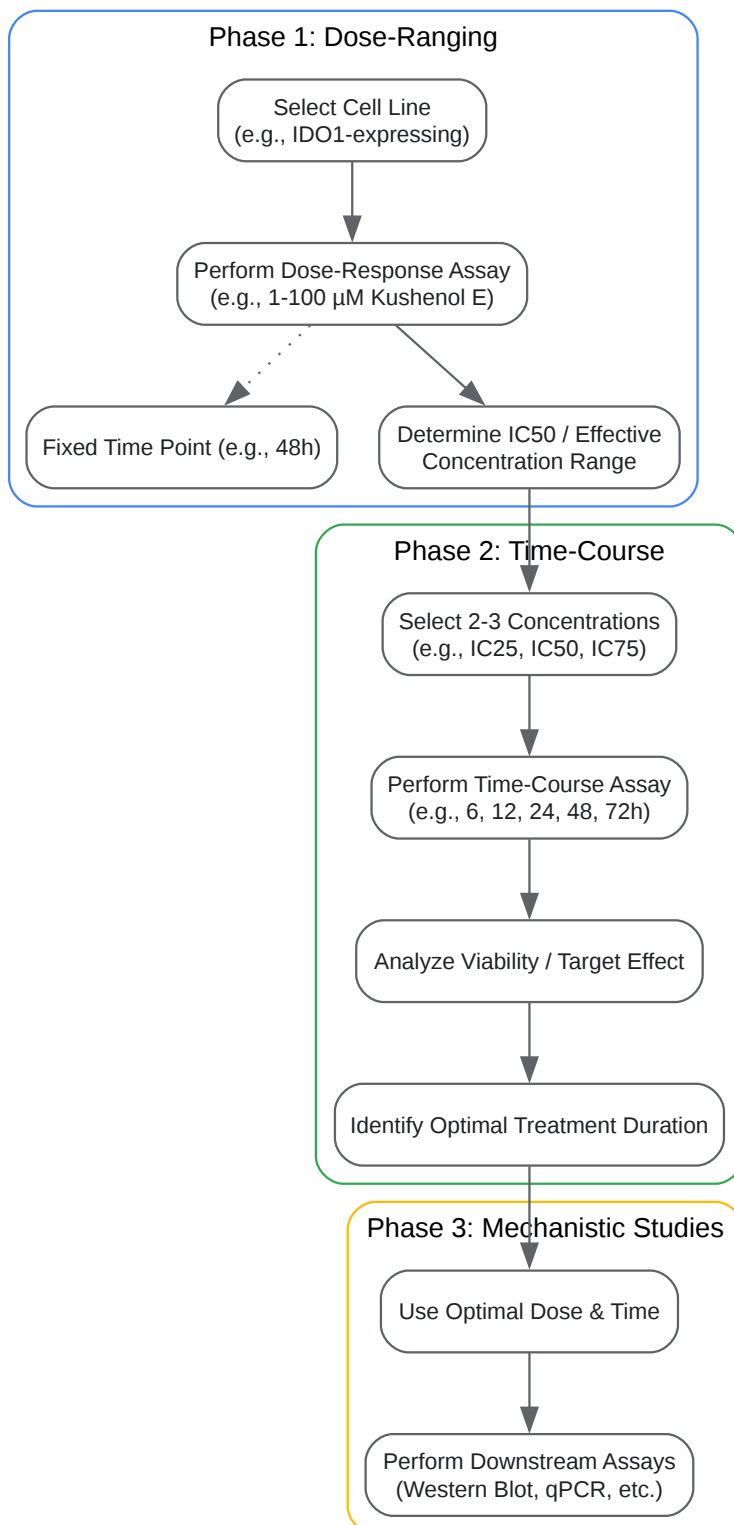 Phase 1: Dose-Ranging
Select Cell Line
(e.g., IDO1-expressing)
Perform Dose-Response Assay
(e.g., 1-100 µM Kushenol E)
Fixed Time Point (e.g., 48h)
Determine IC50 / Effective
Concentration Range
Phase 2: Time-Course
Select 2-3 Concentrations
(e.g., IC25, IC50, IC75)
Perform Time-Course Assay
(e.g., 6, 12, 24, 48, 72h)
Analyze Viability / Target Effect
Identify Optimal Treatment Duration
Phase 3: Mechanistic Studies
Use Optimal Dose & Time
Perform Downstream Assays
(Western Blot, qPCR, etc.)